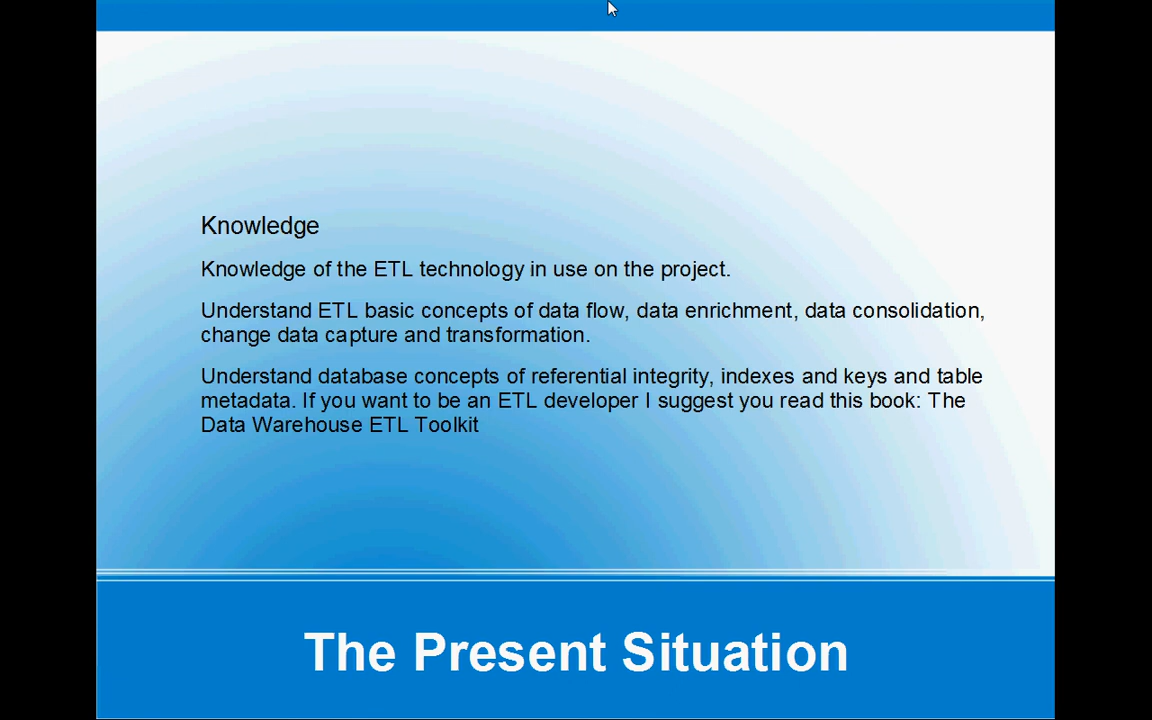 Knowledge
Knowledge of the ETL technology in use on the project.
Understand ETL basic concepts of data flow, data enrichment, data consolidation,
change data capture and transformation.
Understand database concepts of referential integrity, indexes and keys and table
metadata. If you want to be an ETL developer I suggest you read this book: The
Data Warehouse ETL Toolkit
The Present Situation